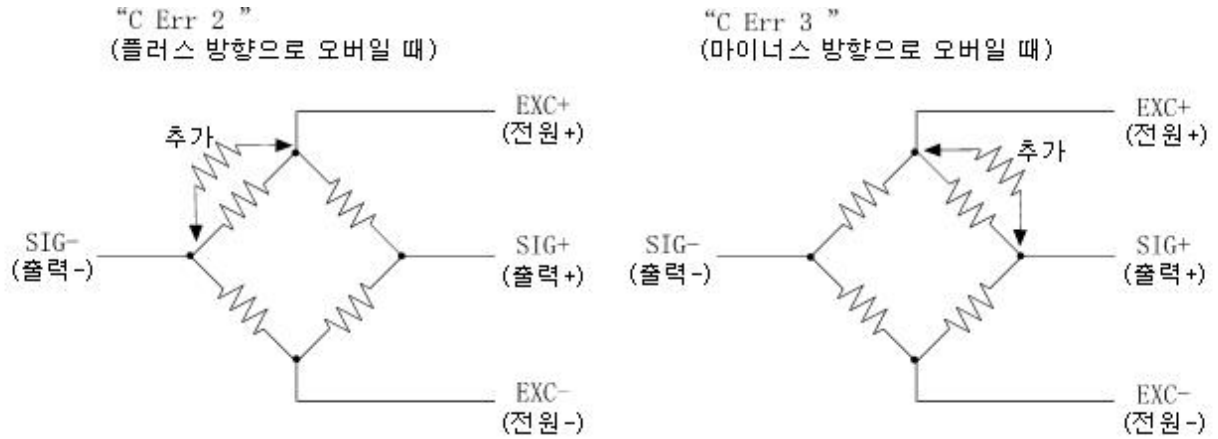 “C Err 2 ”
(플러스 방향으로 오버일 때)
EXC+
(전원+)
추가
SIG-
(출력-)
SIG+
(출력+)
EXC-
(전원-)
“C Err 3 ”
(마이너스 방향으로 오버일 때)
EXC+
(전원+)
추가
SIG-
(출력-)
SIG+
(출력+)
EXC-
(전원-)